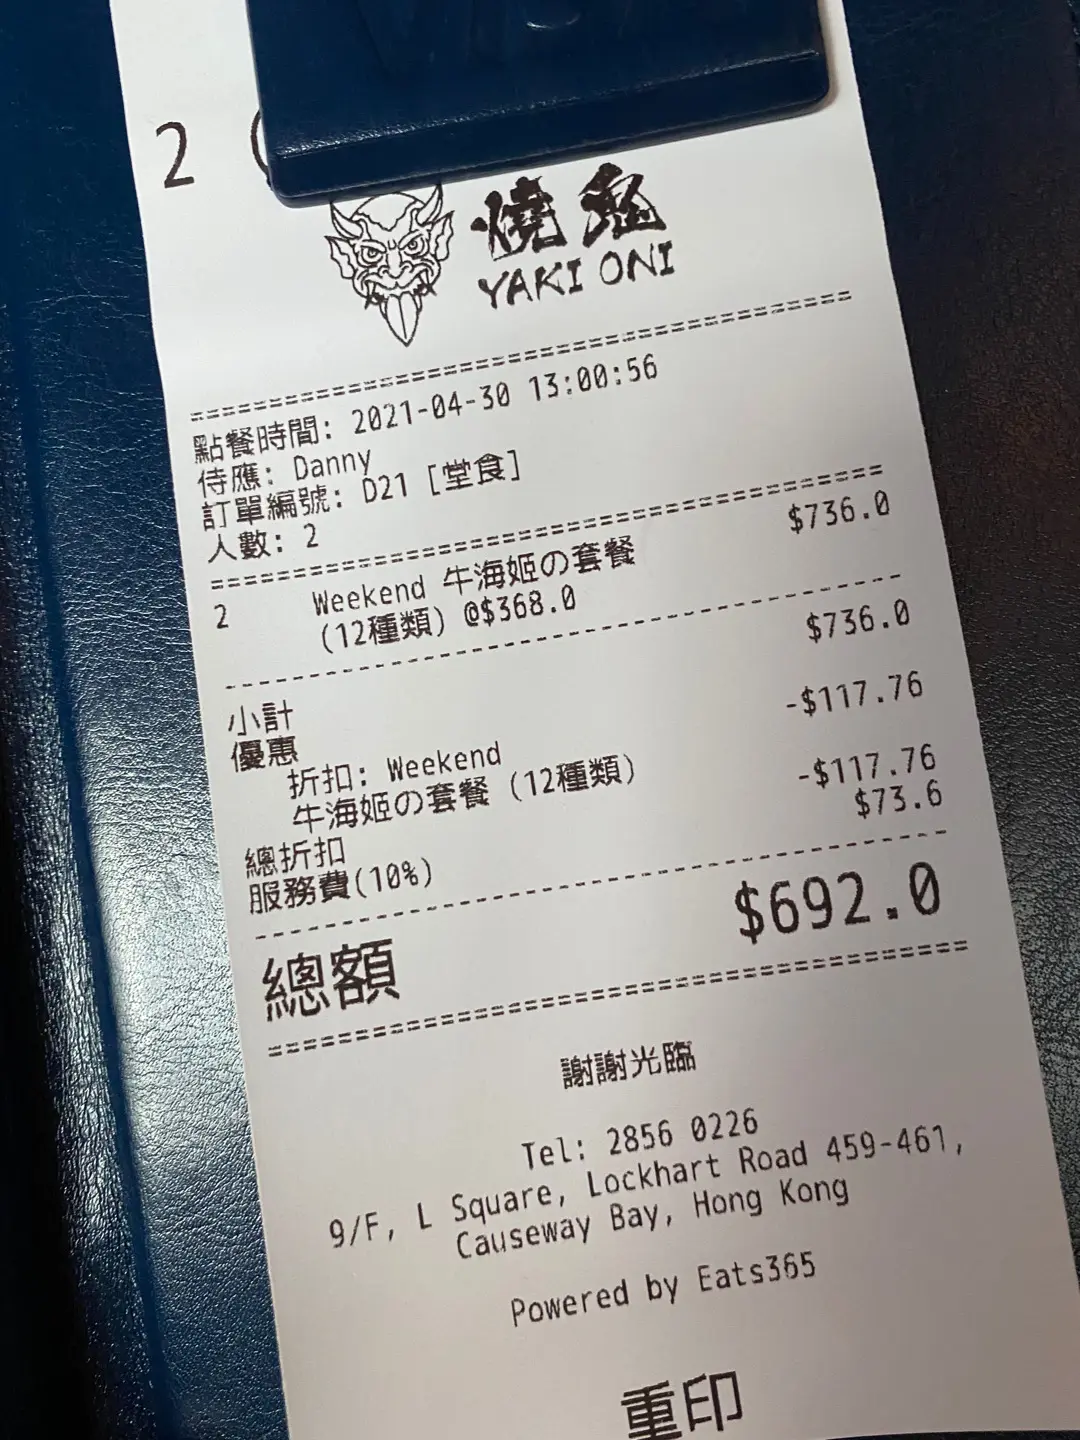 2
燒鬼
YAKI ONI
點餐時間: 2021-04-30 13:00:56
侍應: Danny
訂單編號: D21 [堂食]
人數: 2
2 Weekend 牛海姬の套餐 $736.0
(12種類) @$368.0
小計 $736.0
優惠 -$117.76
折扣: Weekend
牛海姬の套餐 (12種類)
總折扣 -$117.76
服務費(10%) $73.6
總額 $692.0
謝謝光臨
Tel: 2856 0226
9/F, L Square, Lockhart Road 459-461,
Causeway Bay, Hong Kong
Powered by Eats365
重印